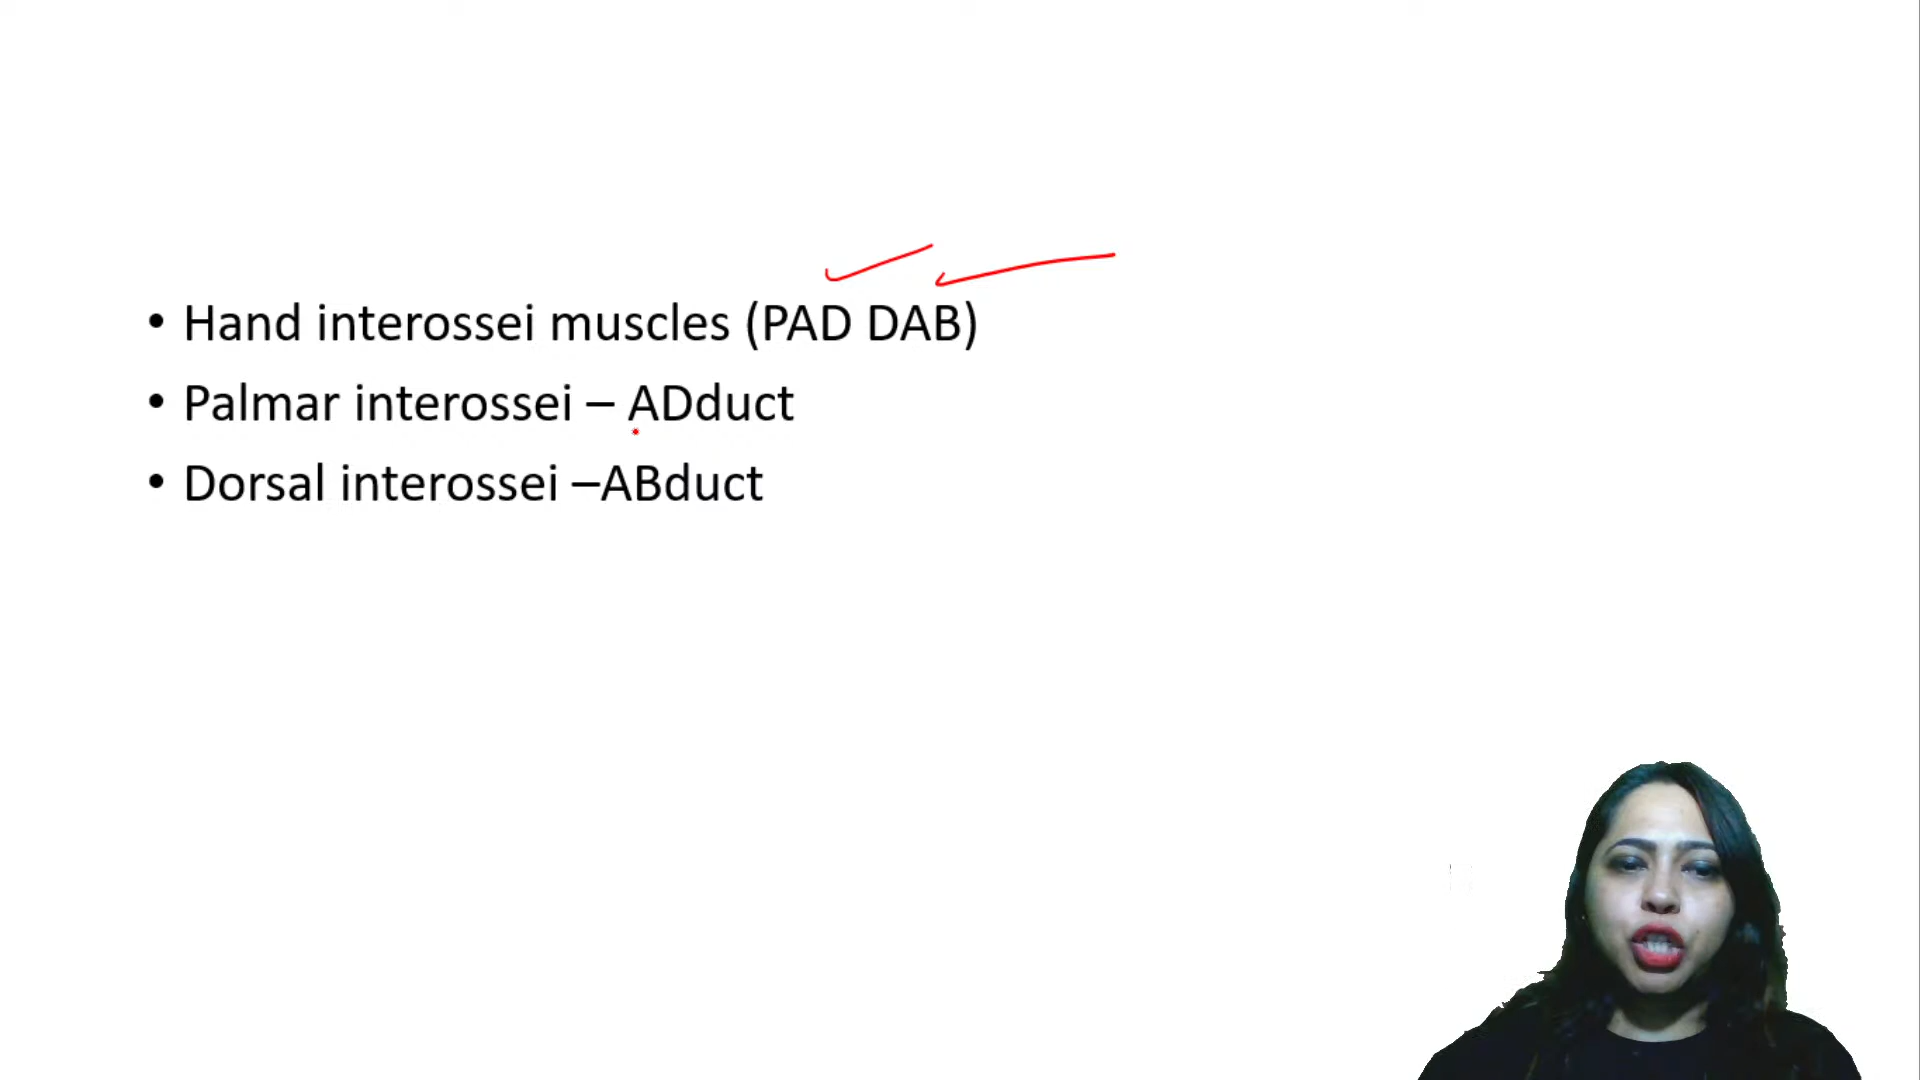 • Hand interossei muscles (PAD DAB)
• Palmar interossei – ADduct
• Dorsal interossei –ABduct